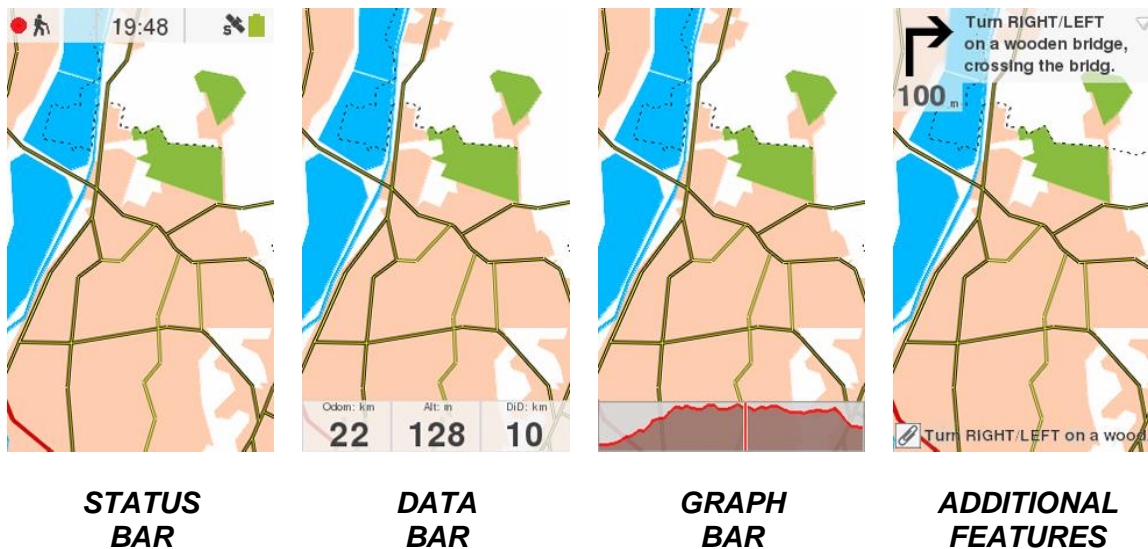 19:48
S
Odom: km
Alt: m
DiD: km
22
128
10
Turn RIGHT/LEFT
on a wooden bridge,
crossing the bridg.
100 m
Turn RIGHT/LEFT on a wood
STATUS
BAR
DATA
BAR
GRAPH
BAR
ADDITIONAL
FEATURES